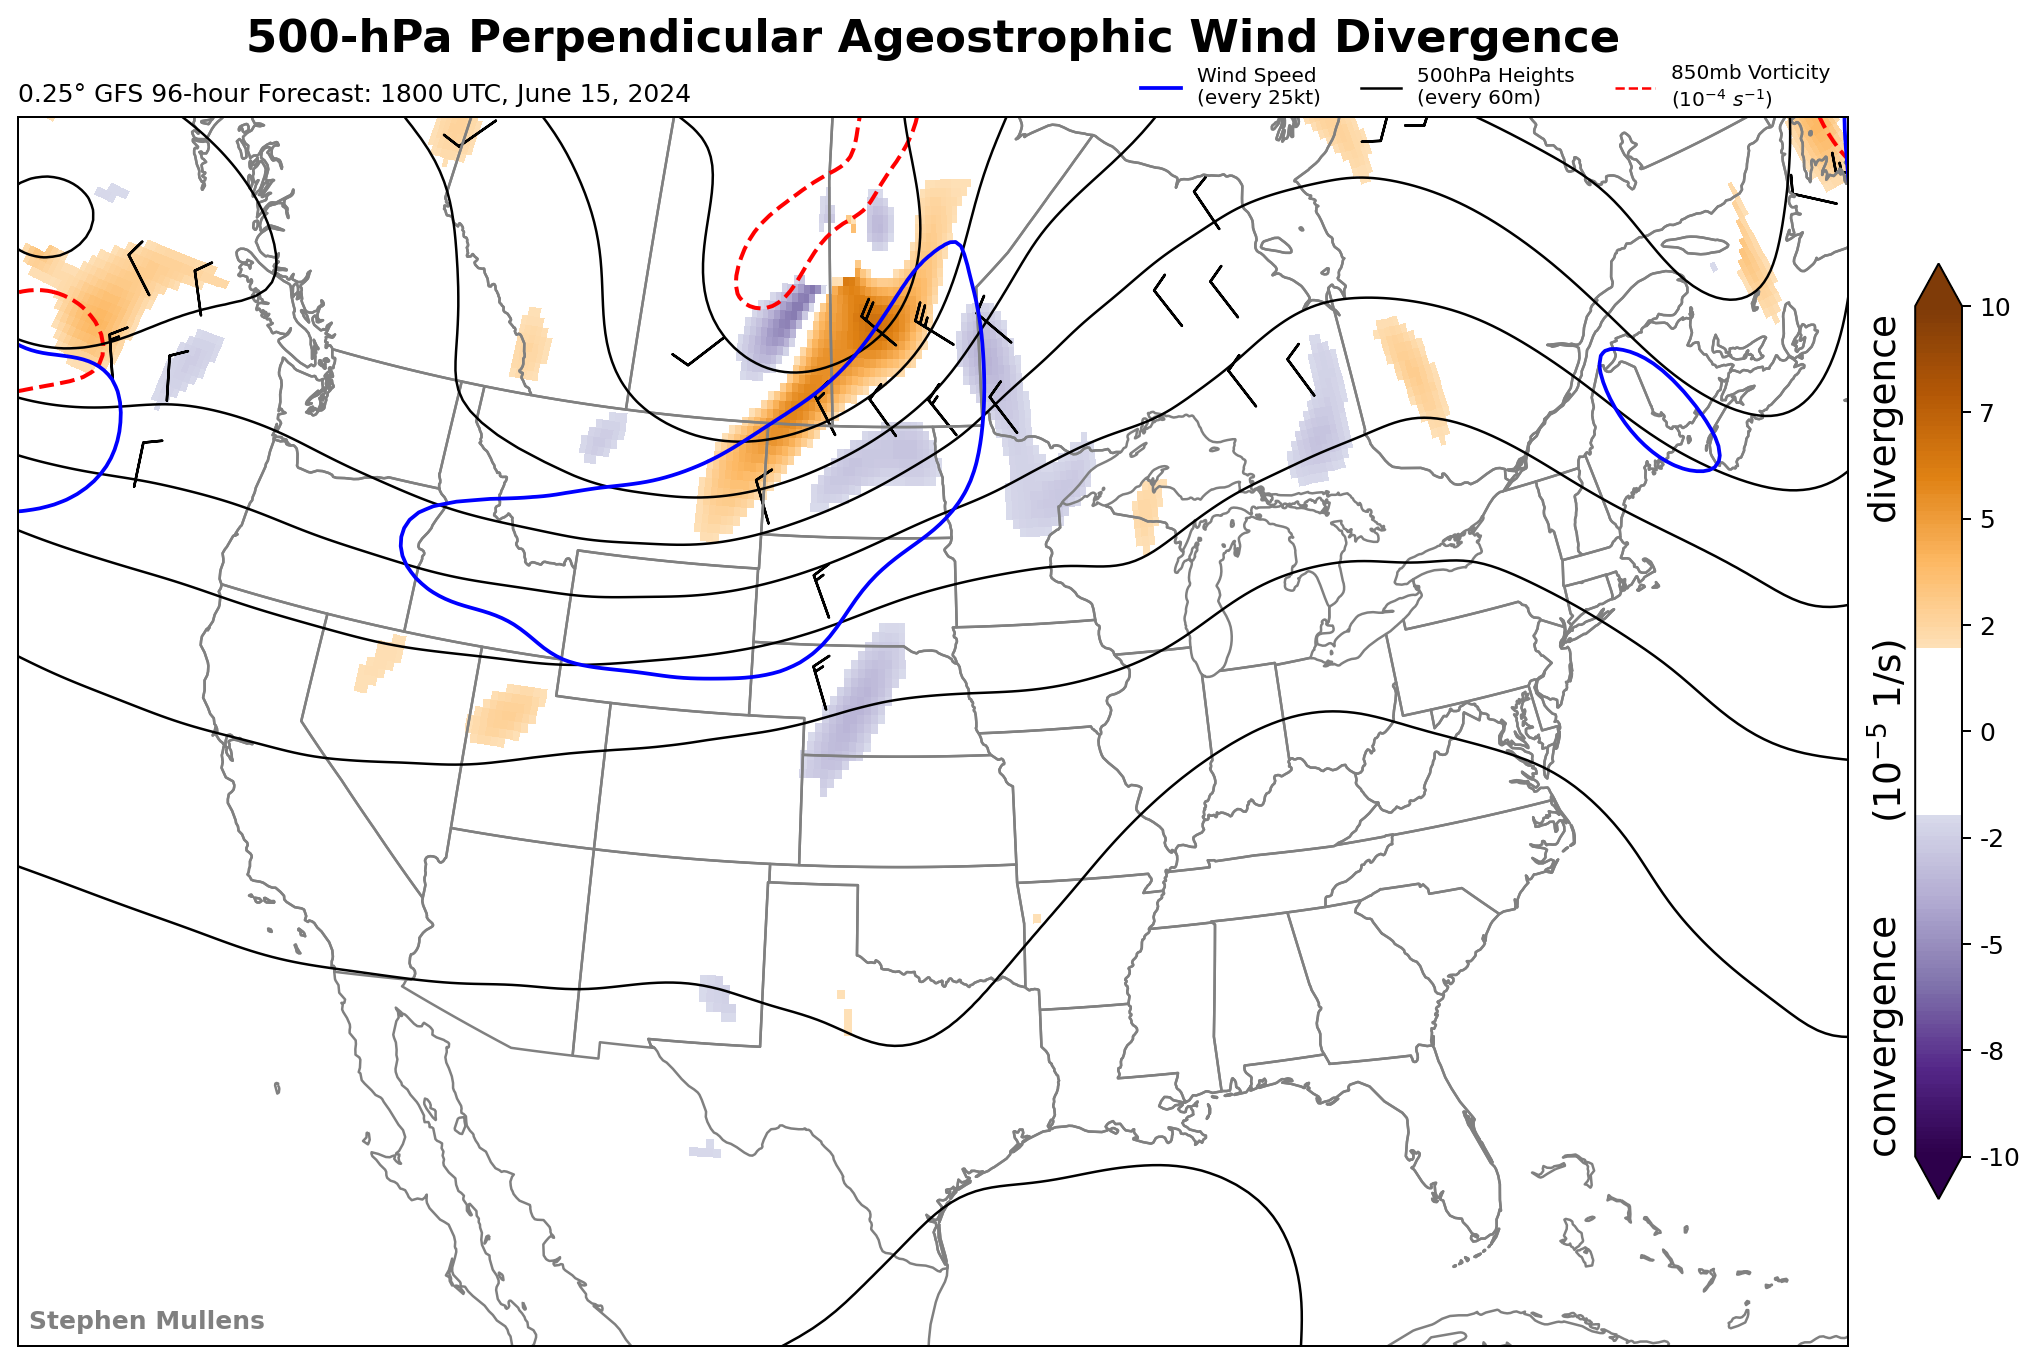 500-hPa Perpendicular Ageostrophic Wind Divergence
0.25° GFS 96-hour Forecast: 1800 UTC, June 15, 2024
Wind Speed
(every 25kt)
500hPa Heights
(every 60m)
850mb Vorticity
(10⁻⁴ s⁻¹)
10
7
5
2
0
-2
-5
-8
-10
convergence (10⁻⁵ 1/s) divergence
Stephen Mullens